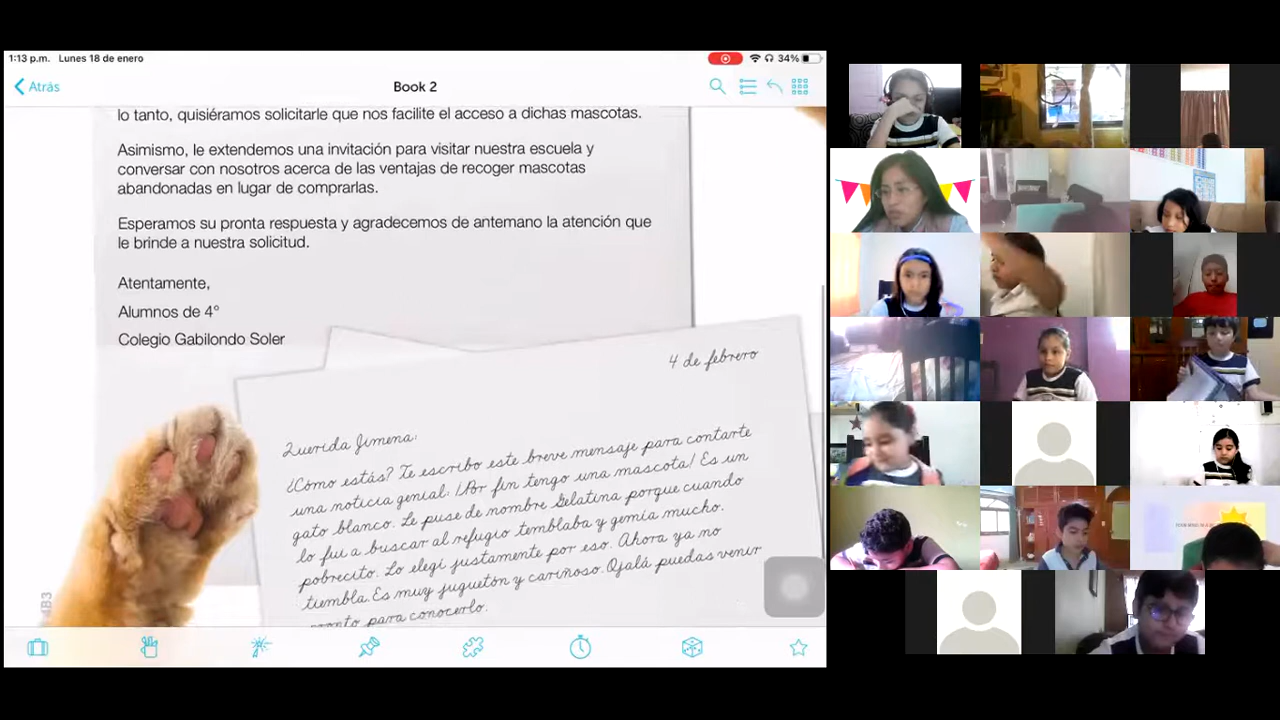 1:13 p.m. Lunes 18 de enero
34%
Atrás
Book 2
lo tanto, quisiéramos solicitarle que nos facilite el acceso a dichas mascotas.
Asimismo, le extendemos una invitación para visitar nuestra escuela y
conversar con nosotros acerca de las ventajas de recoger mascotas
abandonadas en lugar de comprarlas.
Esperamos su pronta respuesta y agradecemos de antemano la atención que
le brinde a nuestra solicitud.
Atentamente,
Alumnos de 4°
Colegio Gabilondo Soler
4 de febrero
Querida Jimena:
¿Cómo estás? Te escribo este breve mensaje para contarte
una noticia genial. ¡Por fin tengo una mascota! Es un
gato blanco. Le puse de nombre Gelatina porque cuando
lo fui a buscar al refugio temblaba y gemía mucho,
pobrecito. Lo elegí justamente por eso. Ahora ya no
tiembla. Es muy juguetón y cariñoso. Ojalá puedas venir
pronto para conocerlo.